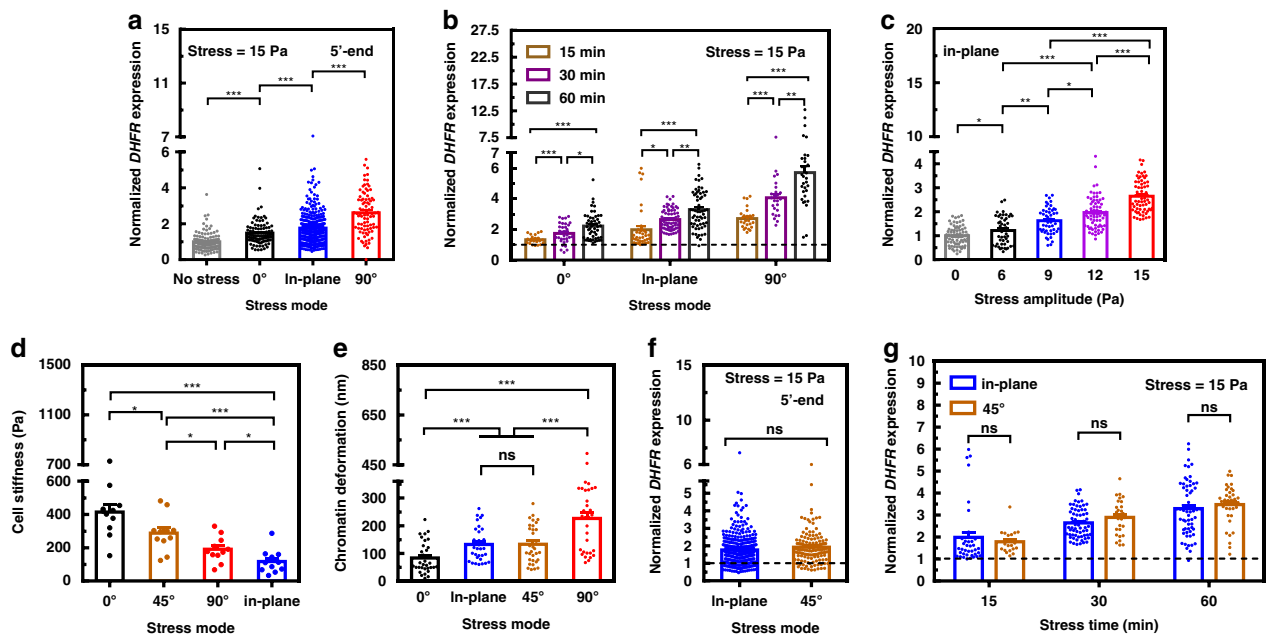 a
Normalized DHFR expression
15
11
7
6
4
2
0
Stress = 15 Pa
5'-end
***
***
***
No stress
0°
In-plane
90°
Stress mode
b
Normalized DHFR expression
27.5
22.5
17.5
12.5
7.5
6
4
2
0
15 min
30 min
60 min
Stress = 15 Pa
***
***
*
***
*
**
***
***
**
0°
In-plane
90°
Stress mode
c
Normalized DHFR expression
20
15
10
5
4
3
2
1
0
in-plane
***
***
***
*
**
*
0
6
9
12
15
Stress amplitude (Pa)
d
Cell stiffness (Pa)
1500
1100
700
600
400
200
0
***
*
***
*
*
0°
45°
90°
in-plane
Stress mode
e
Chromatin deformation (nm)
850
650
450
300
250
200
150
100
50
0
***
***
***
ns
0°
In-plane
45°
90°
Stress mode
f
Normalized DHFR expression
15
10
6
5
4
3
2
1
0
Stress = 15 Pa
5'-end
ns
In-plane
45°
Stress mode
g
Normalized DHFR expression
10
9
8
7
6
5
4
3
2
1
0
in-plane
45°
Stress = 15 Pa
ns
ns
ns
15
30
60
Stress time (min)